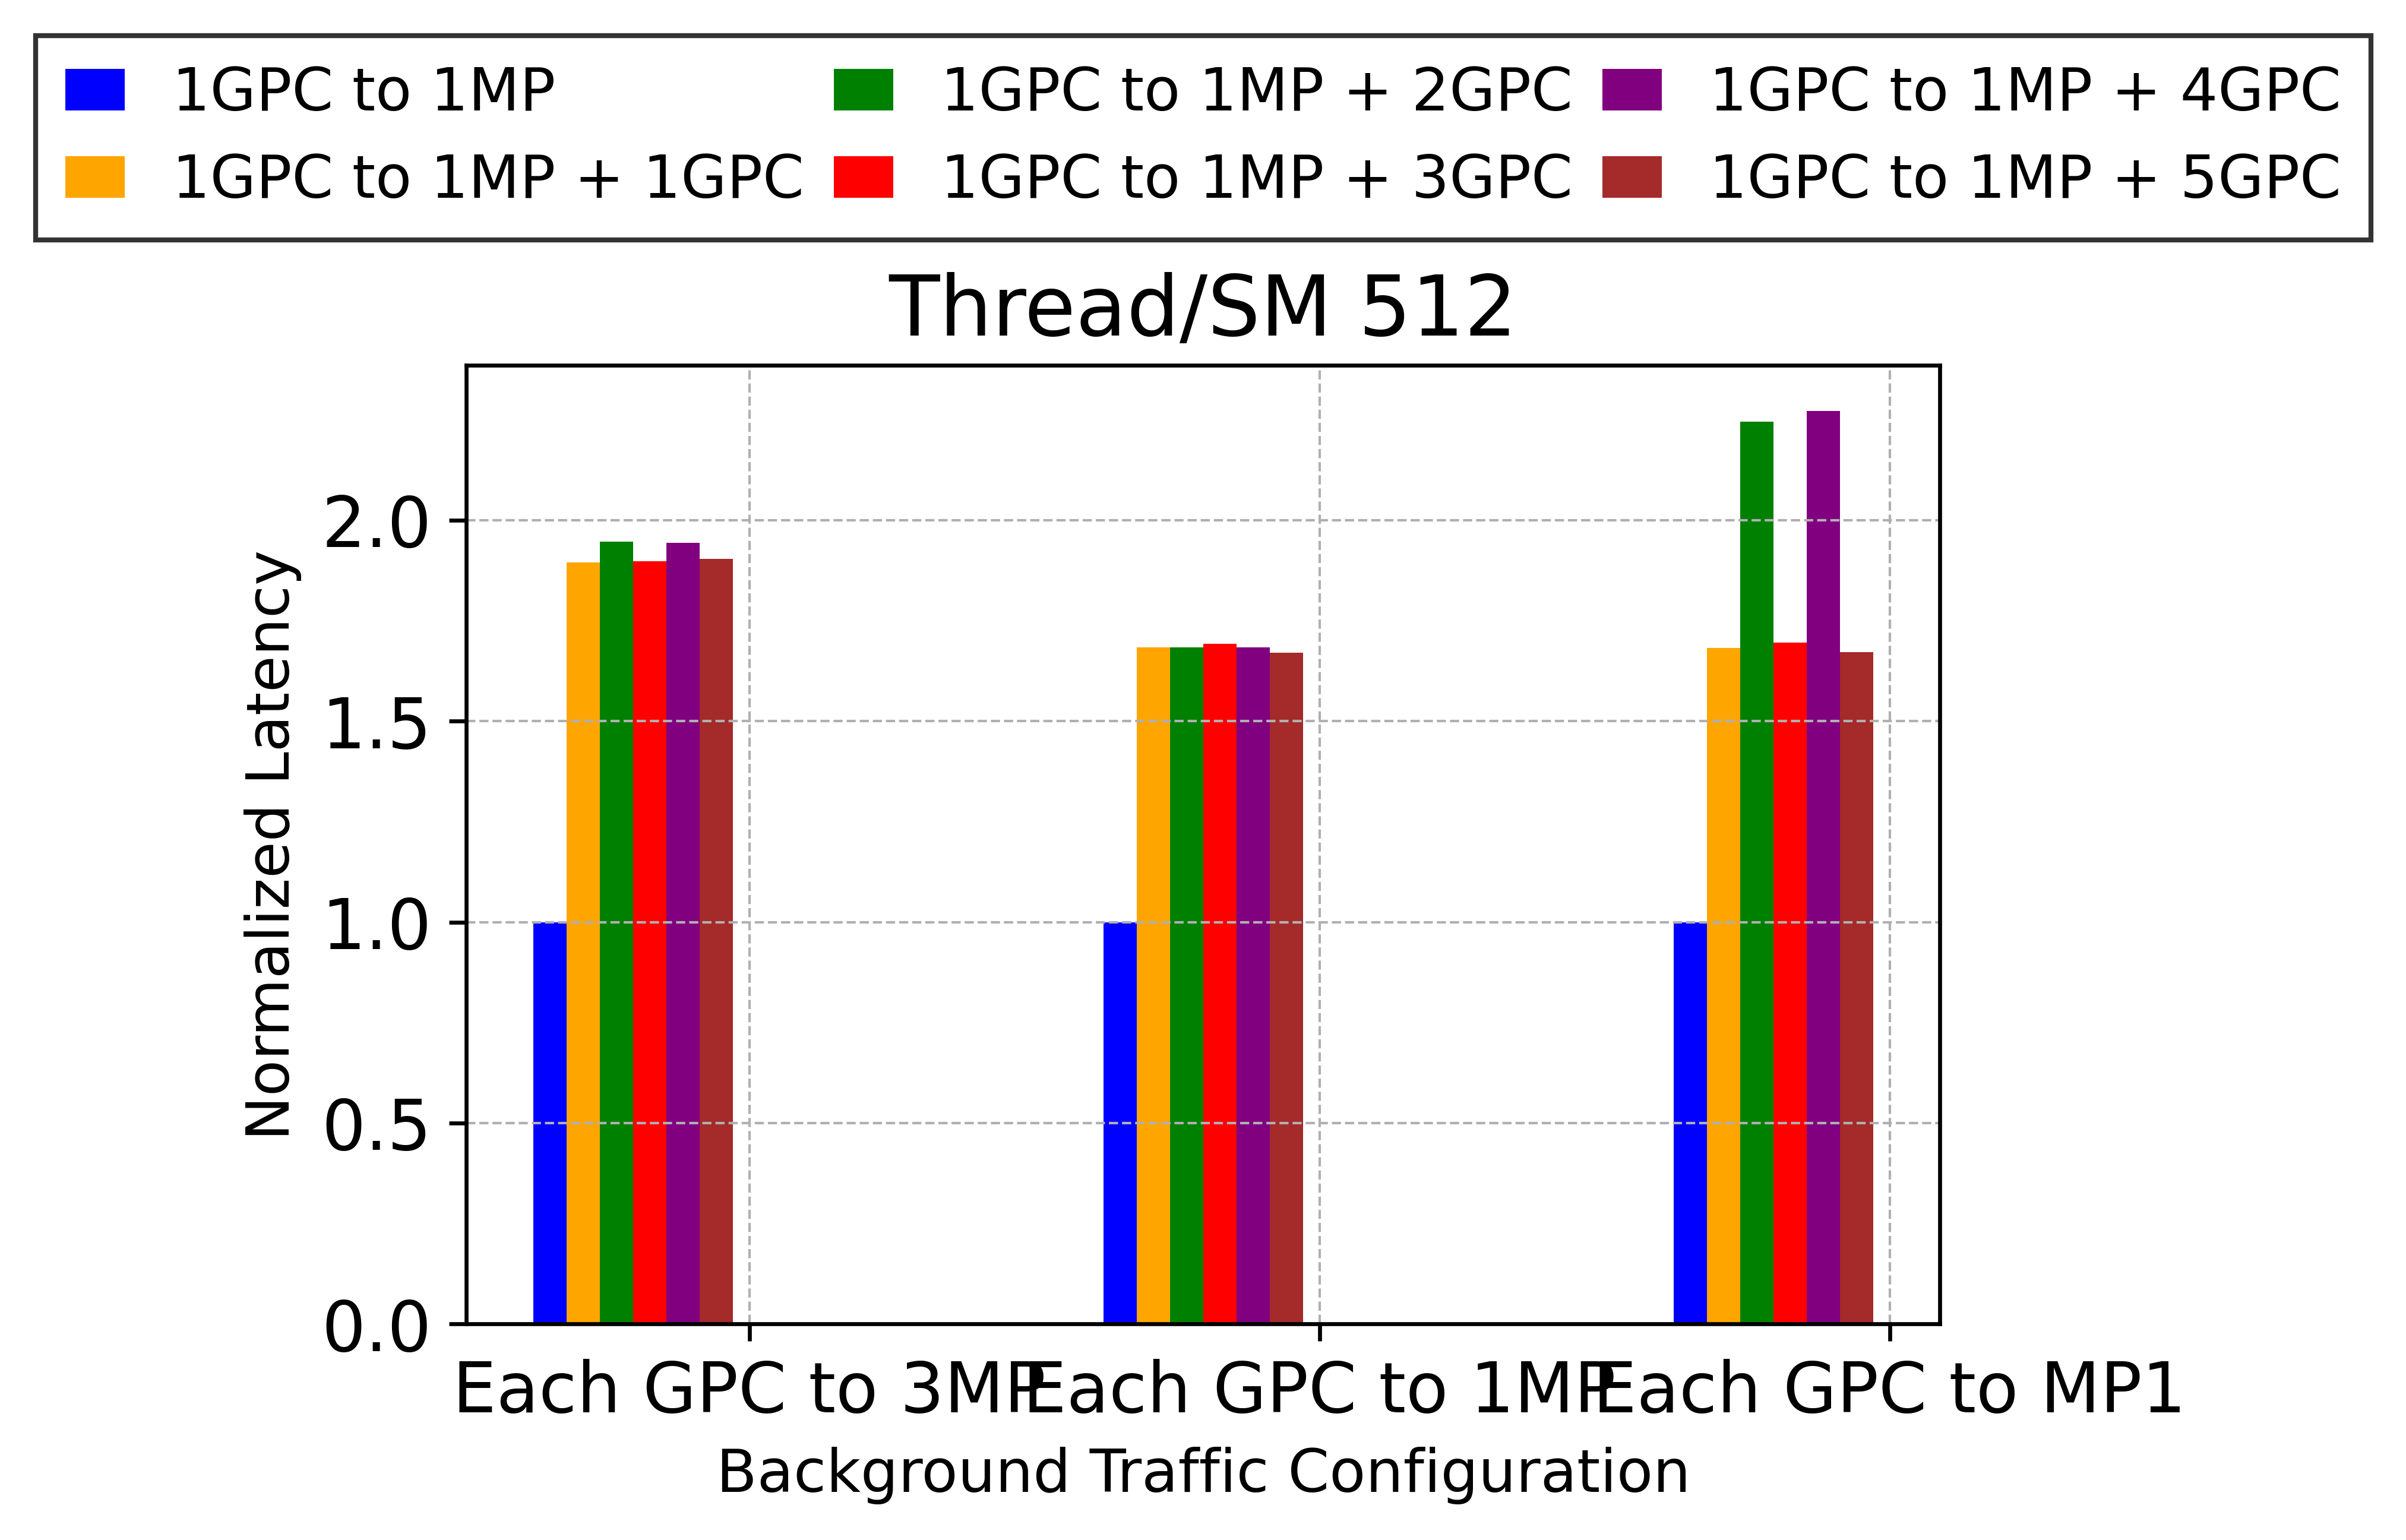 1GPC to 1MP
1GPC to 1MP + 1GPC
1GPC to 1MP + 2GPC
1GPC to 1MP + 3GPC
1GPC to 1MP + 4GPC
1GPC to 1MP + 5GPC
Thread/SM 512
Normalized Latency
2.0
1.5
1.0
0.5
0.0
Each GPC to 3MP
Each GPC to 1MP
Each GPC to MP1
Background Traffic Configuration